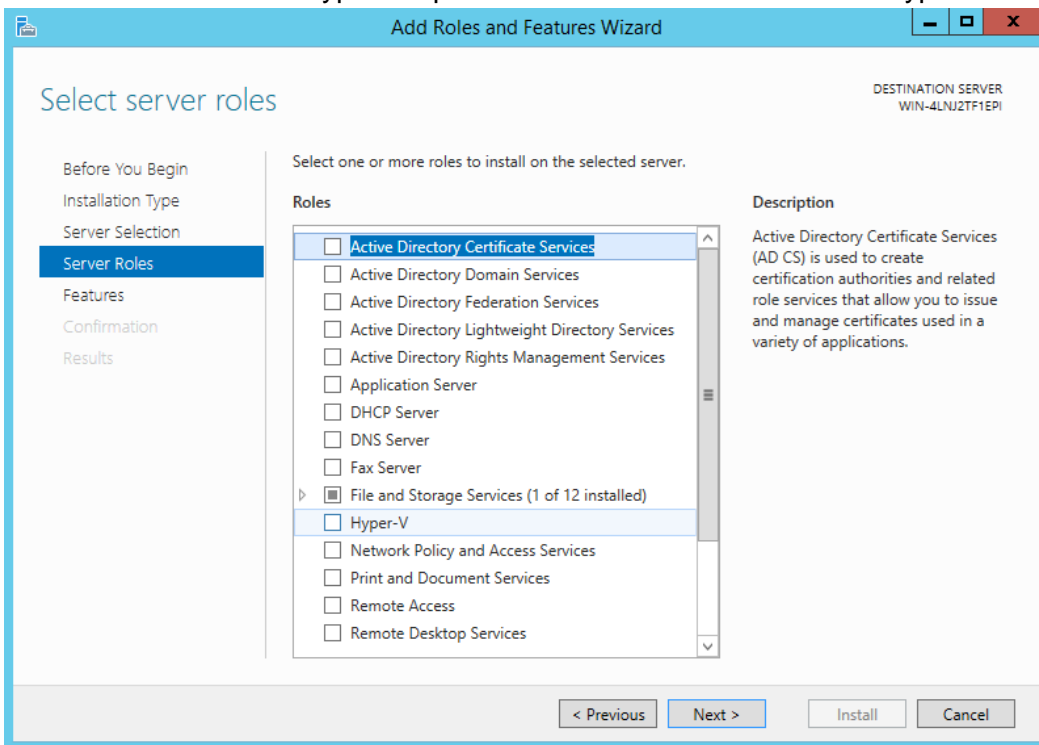 Add Roles and Features Wizard
Select server roles
DESTINATION SERVER
WIN-4LNJ2TF1EPI
Before You Begin
Installation Type
Server Selection
Server Roles
Features
Confirmation
Results
Select one or more roles to install on the selected server.
Roles
Active Directory Certificate Services
Active Directory Domain Services
Active Directory Federation Services
Active Directory Lightweight Directory Services
Active Directory Rights Management Services
Application Server
DHCP Server
DNS Server
Fax Server
File and Storage Services (1 of 12 installed)
Hyper-V
Network Policy and Access Services
Print and Document Services
Remote Access
Remote Desktop Services
Description
Active Directory Certificate Services
(AD CS) is used to create
certification authorities and related
role services that allow you to issue
and manage certificates used in a
variety of applications.
< Previous
Next >
Install
Cancel